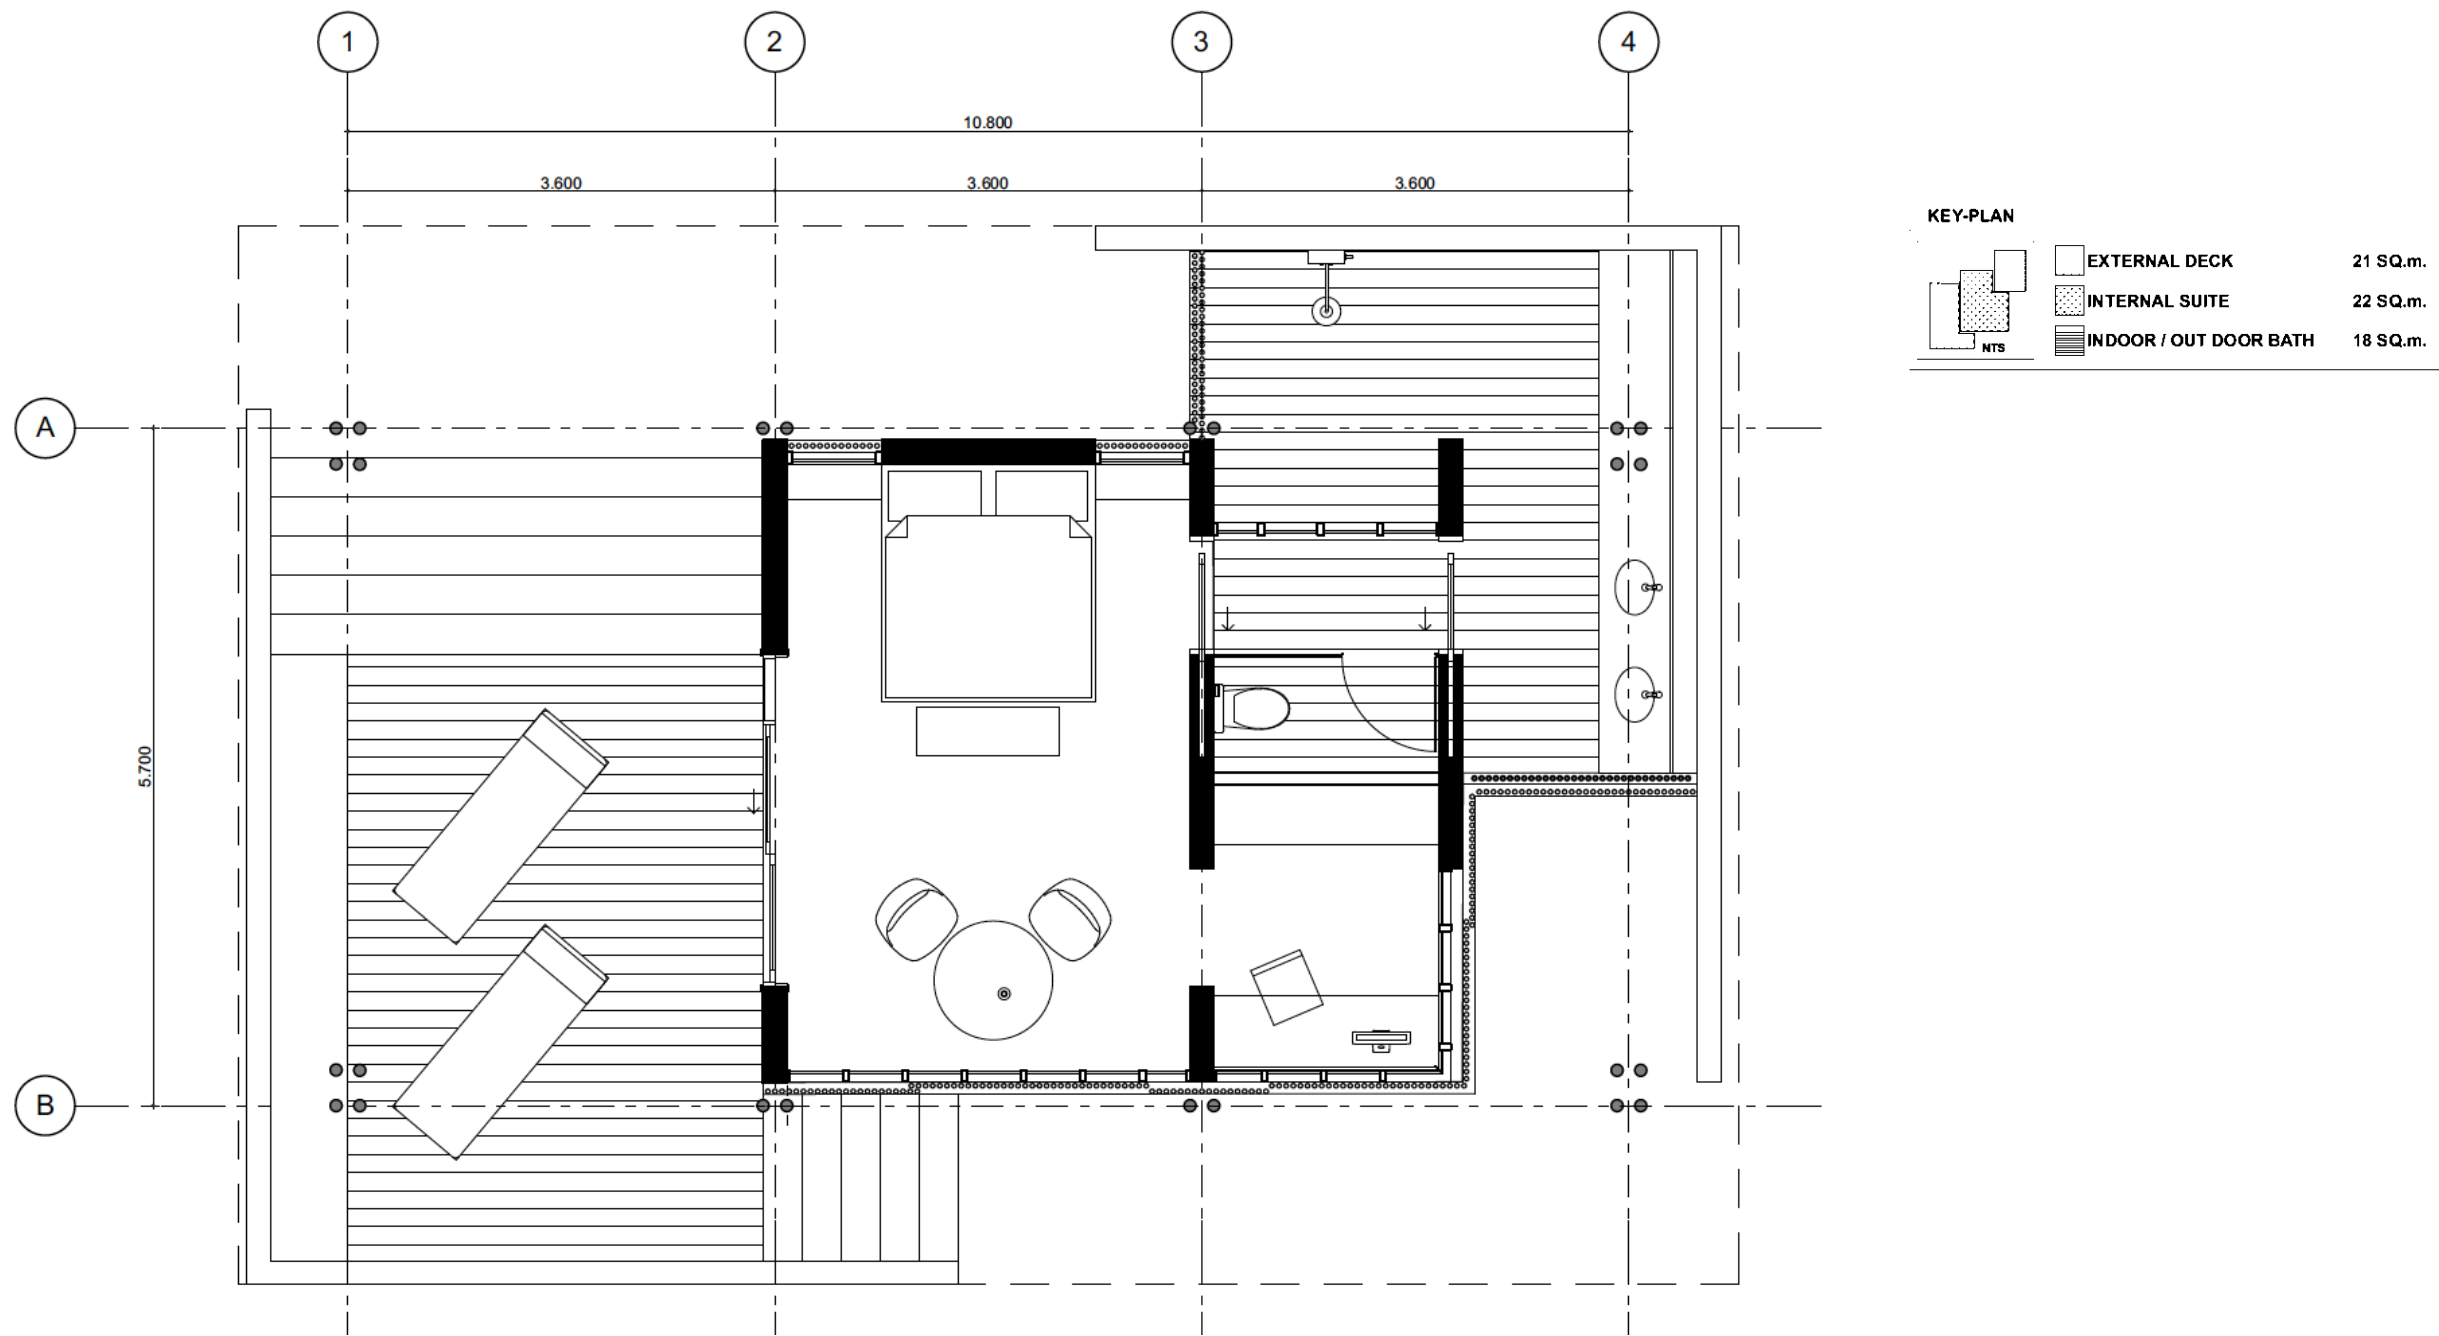 1 2 3 4
10.800
3.600 3.600 3.600
KEY-PLAN
EXTERNAL DECK 21 SQ.m.
INTERNAL SUITE 22 SQ.m.
INDOOR / OUT DOOR BATH 18 SQ.m.
NTS
A
5.700
B